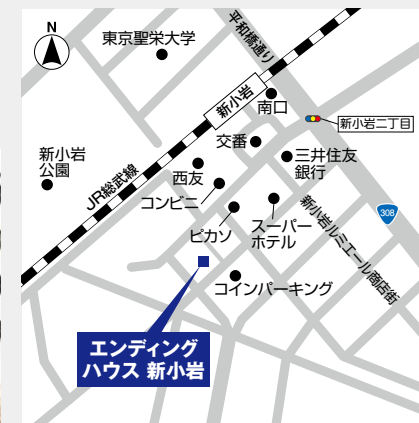 N
東京聖栄大学
平和橋通り
新小岩
南口
新小岩二丁目
交番
三井住友
銀行
新小岩
公園
JR総武線
西友
コンビニ
308
ピカソ
スーパー
ホテル
新小岩ルミエール商店街
コインパーキング
エンディング
ハウス 新小岩